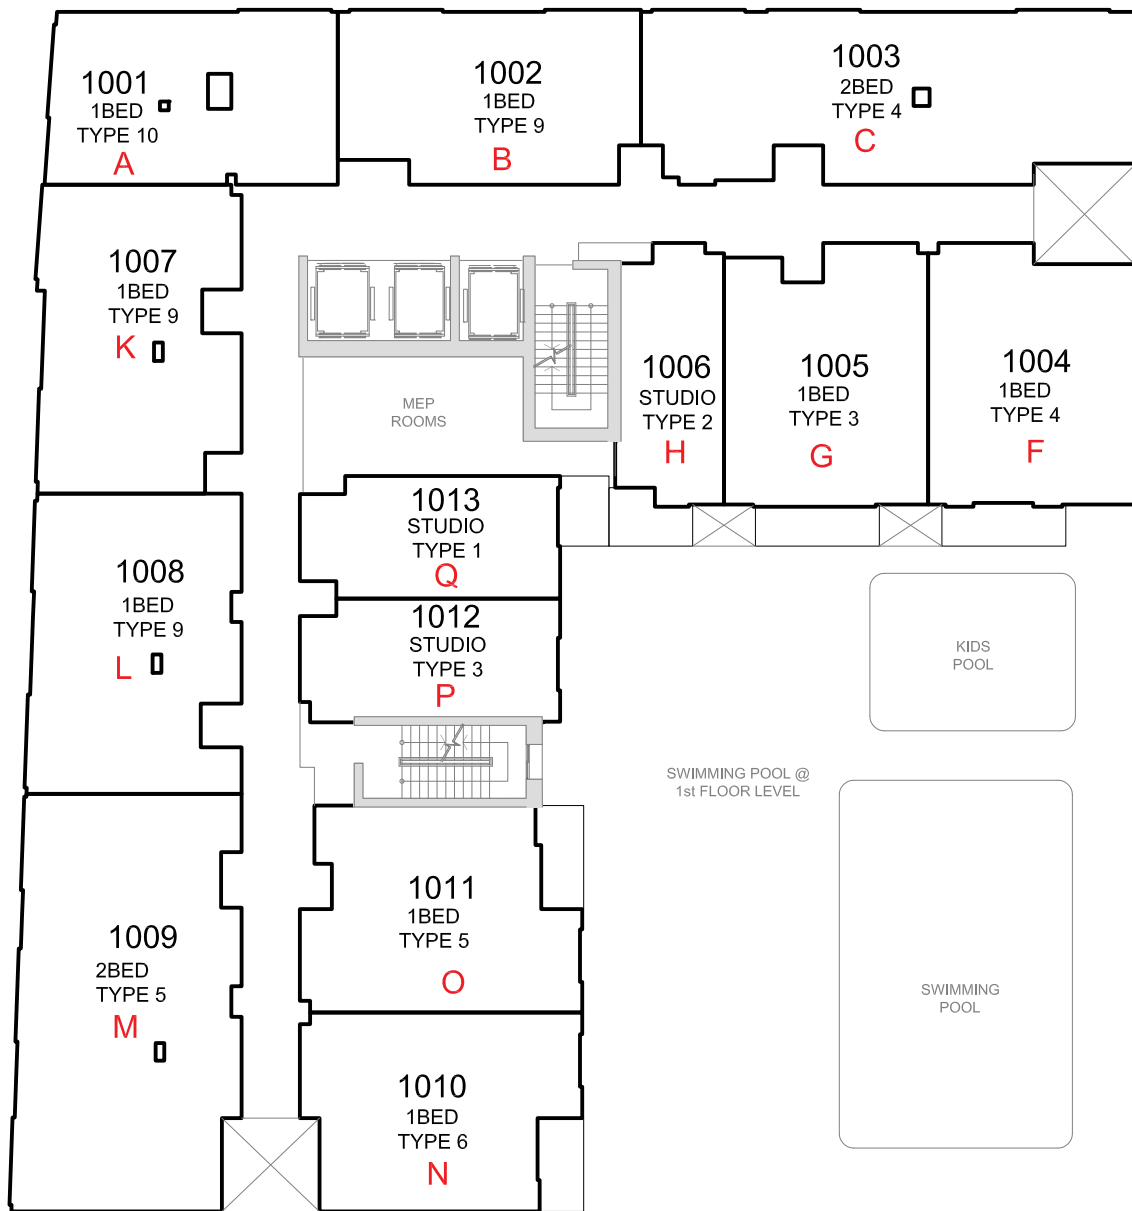 1001
1BED
TYPE 10
A
1002
1BED
TYPE 9
B
1003
2BED
TYPE 4
C
1007
1BED
TYPE 9
K
MEP
ROOMS
1006
STUDIO
TYPE 2
H
1005
1BED
TYPE 3
G
1004
1BED
TYPE 4
F
1013
STUDIO
TYPE 1
Q
1008
1BED
TYPE 9
L
1012
STUDIO
TYPE 3
P
KIDS
POOL
SWIMMING POOL @
1st FLOOR LEVEL
1009
2BED
TYPE 5
M
1011
1BED
TYPE 5
O
SWIMMING
POOL
1010
1BED
TYPE 6
N